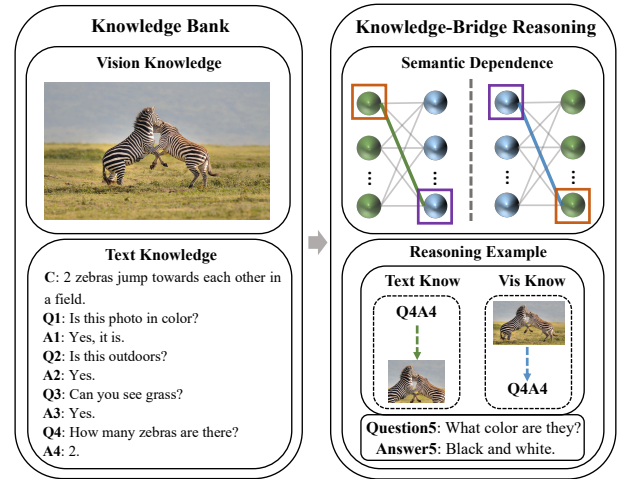 Knowledge Bank
Vision Knowledge
Text Knowledge
C: 2 zebras jump towards each other in
a field.
Q1: Is this photo in color?
A1: Yes, it is.
Q2: Is this outdoors?
A2: Yes.
Q3: Can you see grass?
A3: Yes.
Q4: How many zebras are there?
A4: 2.
Knowledge-Bridge Reasoning
Semantic Dependence
Reasoning Example
Text Know
Q4A4
Vis Know
Q4A4
Question5: What color are they?
Answer5: Black and white.